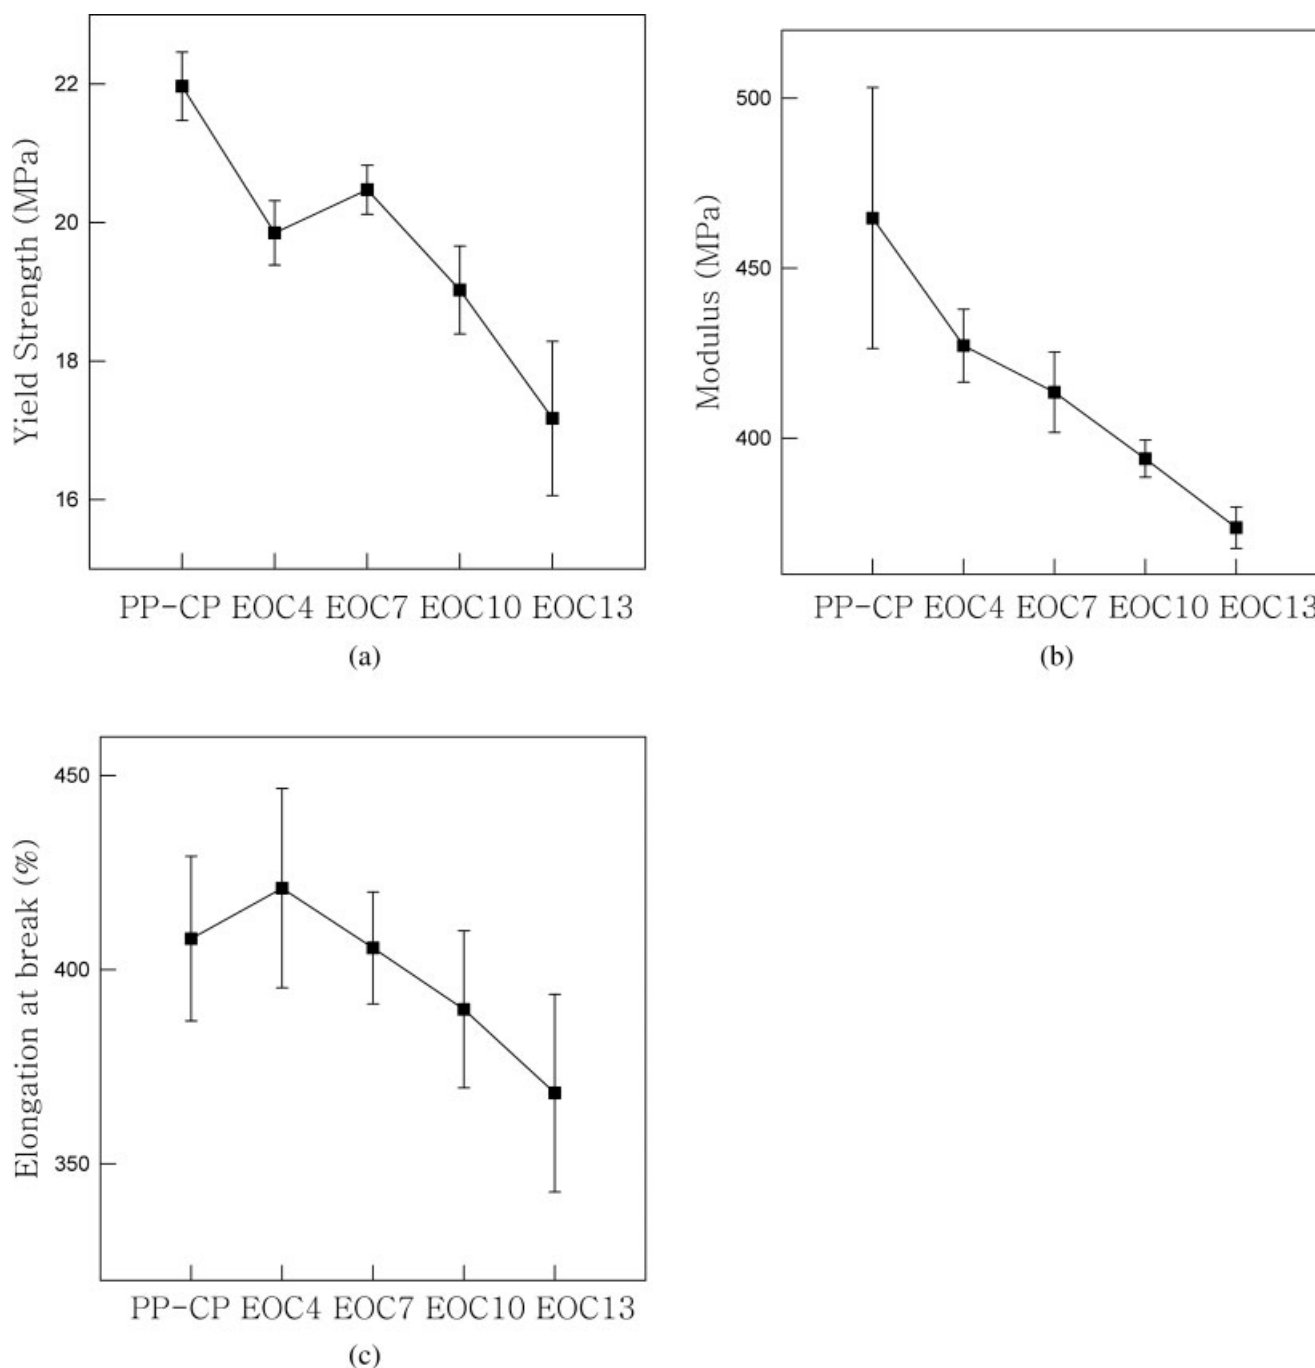 Yield Strength (MPa)
22
20
18
16
PP-CP EOC4 EOC7 EOC10 EOC13
(a)
Modulus (MPa)
500
450
400
PP-CP EOC4 EOC7 EOC10 EOC13
(b)
Elongation at break (%)
450
400
350
PP-CP EOC4 EOC7 EOC10 EOC13
(c)